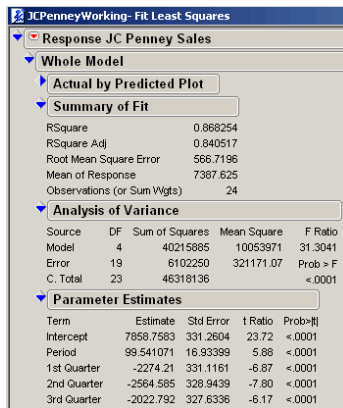 JCPenneyWorking- Fit Least Squares
Response JC Penney Sales
Whole Model
Actual by Predicted Plot
Summary of Fit
RSquare 0.868254
RSquare Adj 0.840517
Root Mean Square Error 566.7196
Mean of Response 7387.625
Observations (or Sum Wgts) 24
Analysis of Variance
Source DF Sum of Squares Mean Square F Ratio
Model 4 40215885 10053971 31.3041
Error 19 6102250 321171.07 Prob > F
C. Total 23 46318136 <.0001
Parameter Estimates
Term Estimate Std Error t Ratio Prob>|t|
Intercept 7858.7583 331.2604 23.72 <.0001
Period 99.541071 16.93399 5.88 <.0001
1st Quarter -2274.21 331.1161 -6.87 <.0001
2nd Quarter -2564.585 328.9439 -7.80 <.0001
3rd Quarter -2022.792 327.6336 -6.17 <.0001